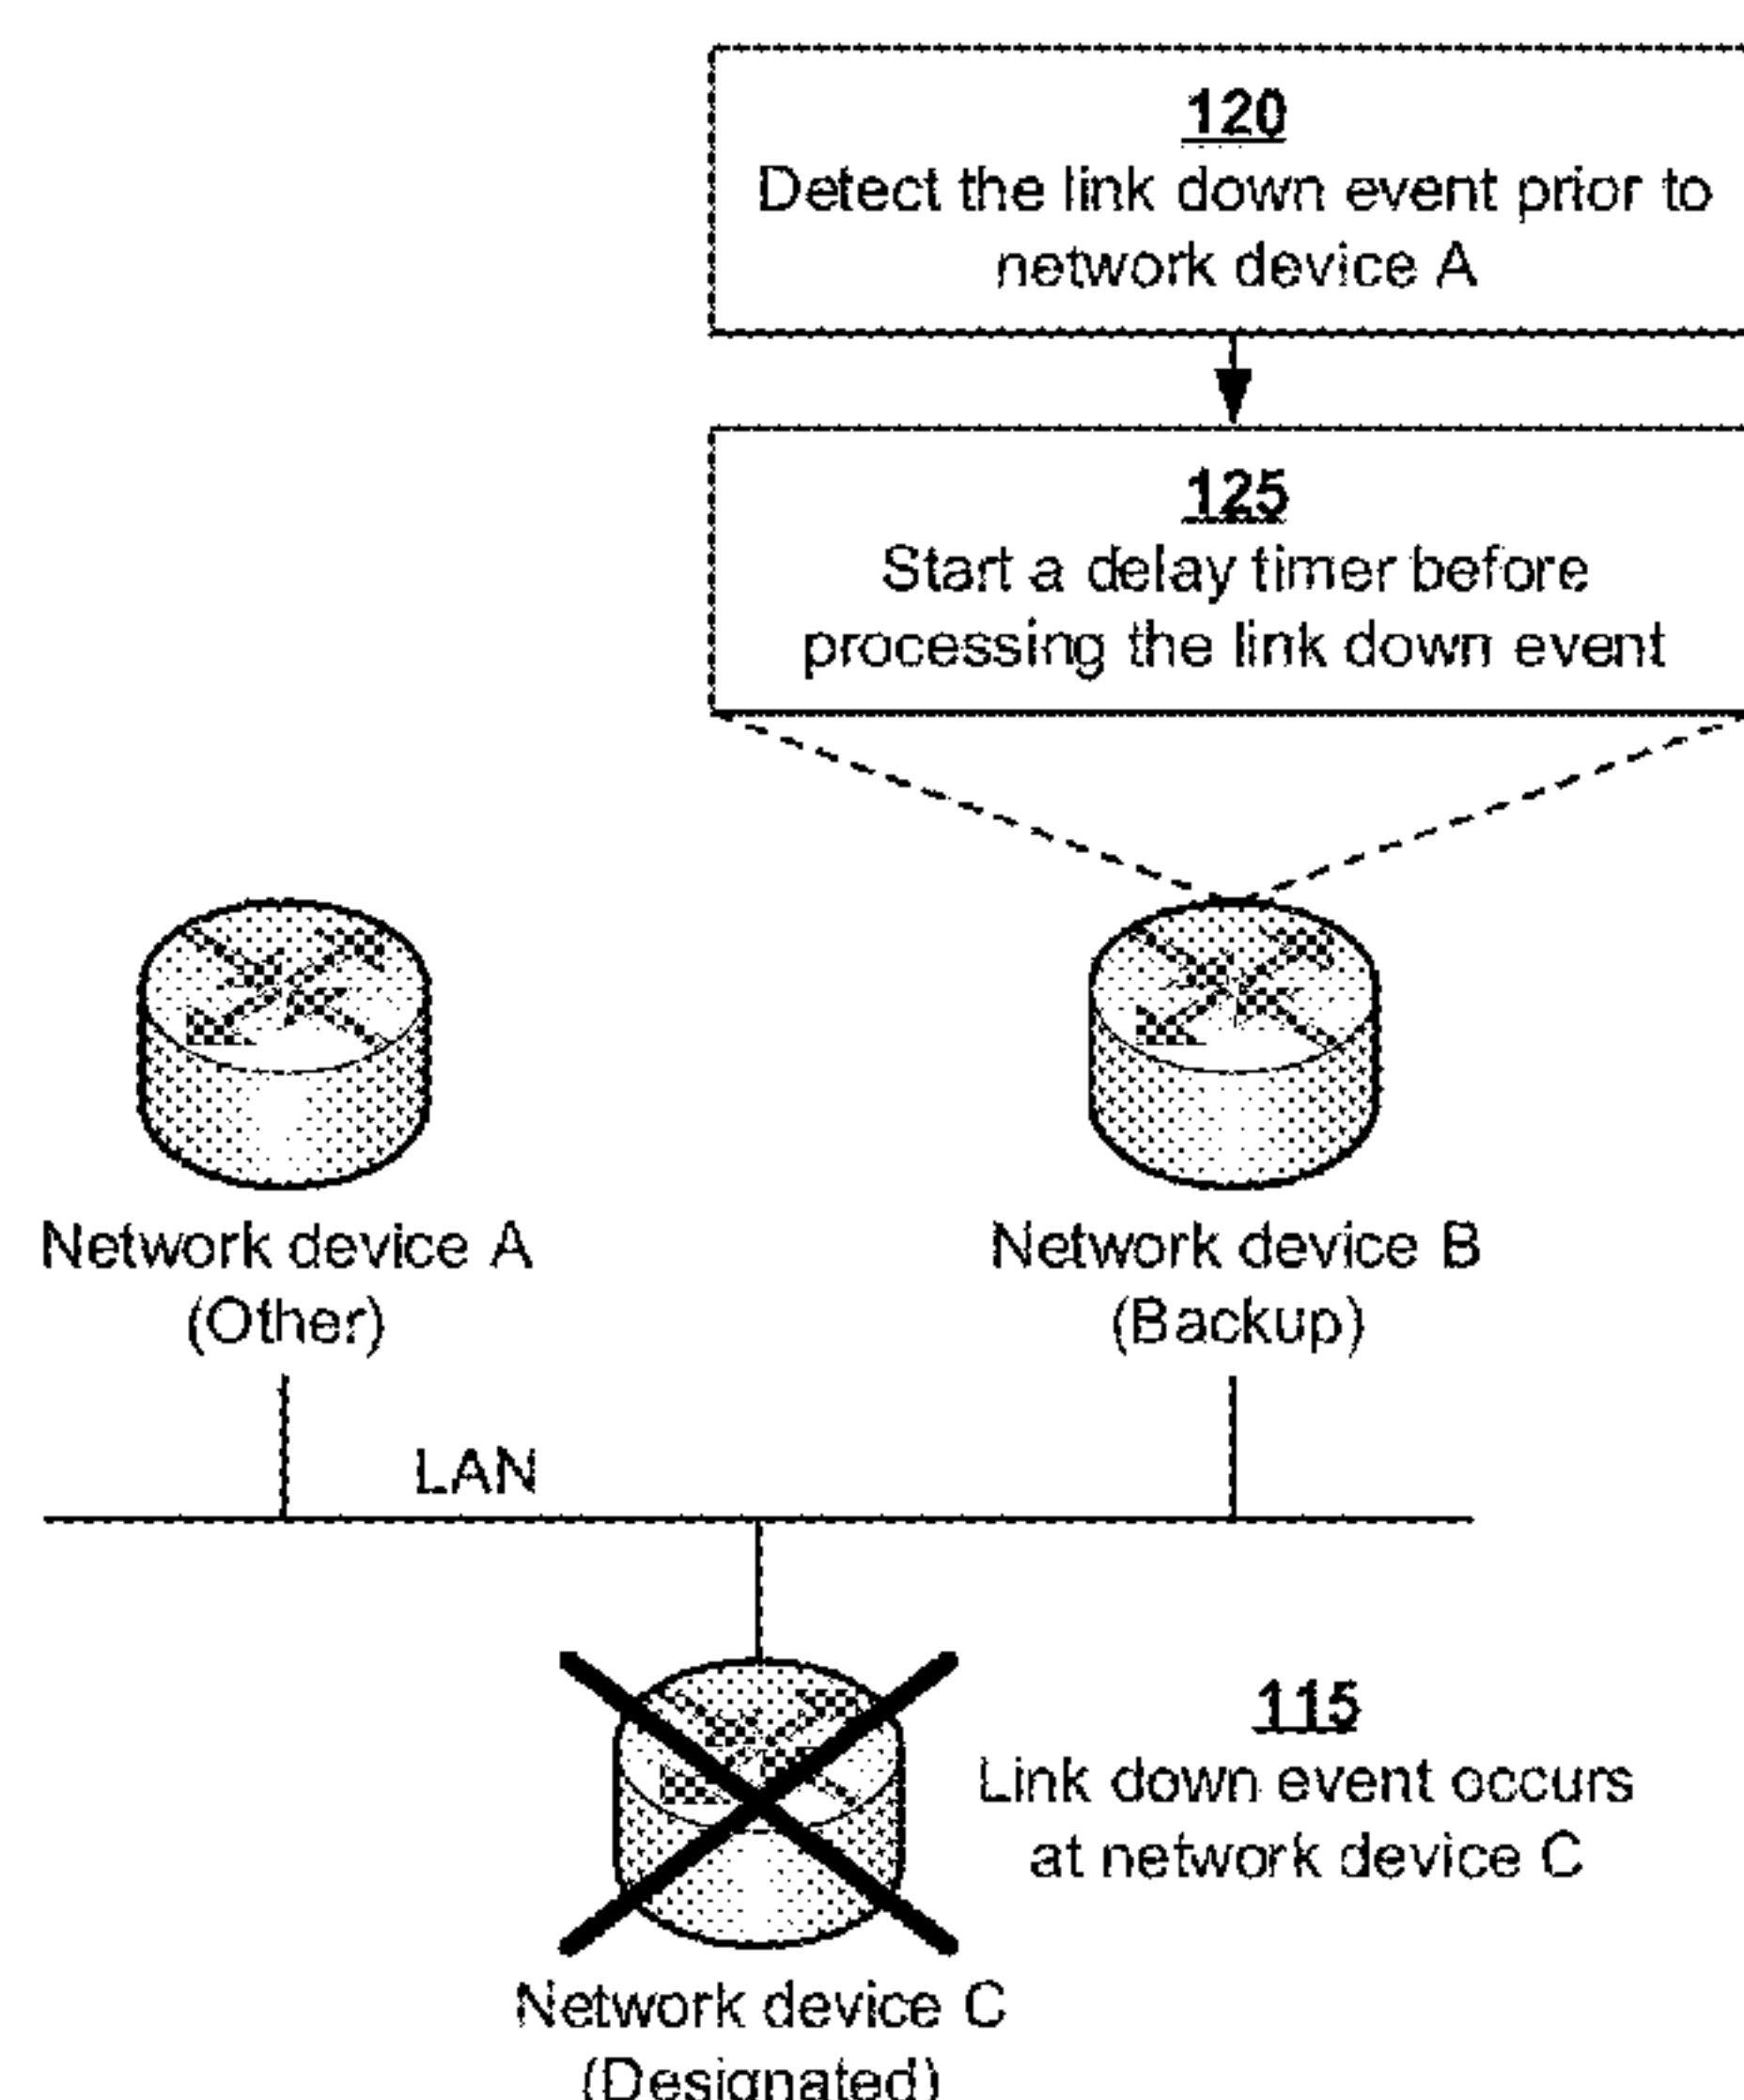 120
Detect the link down event prior to
network device A
125
Start a delay timer before
processing the link down event
Network device A
(Other)
Network device B
(Backup)
LAN
115
Link down event occurs
at network device C
Network device C
(Designated)